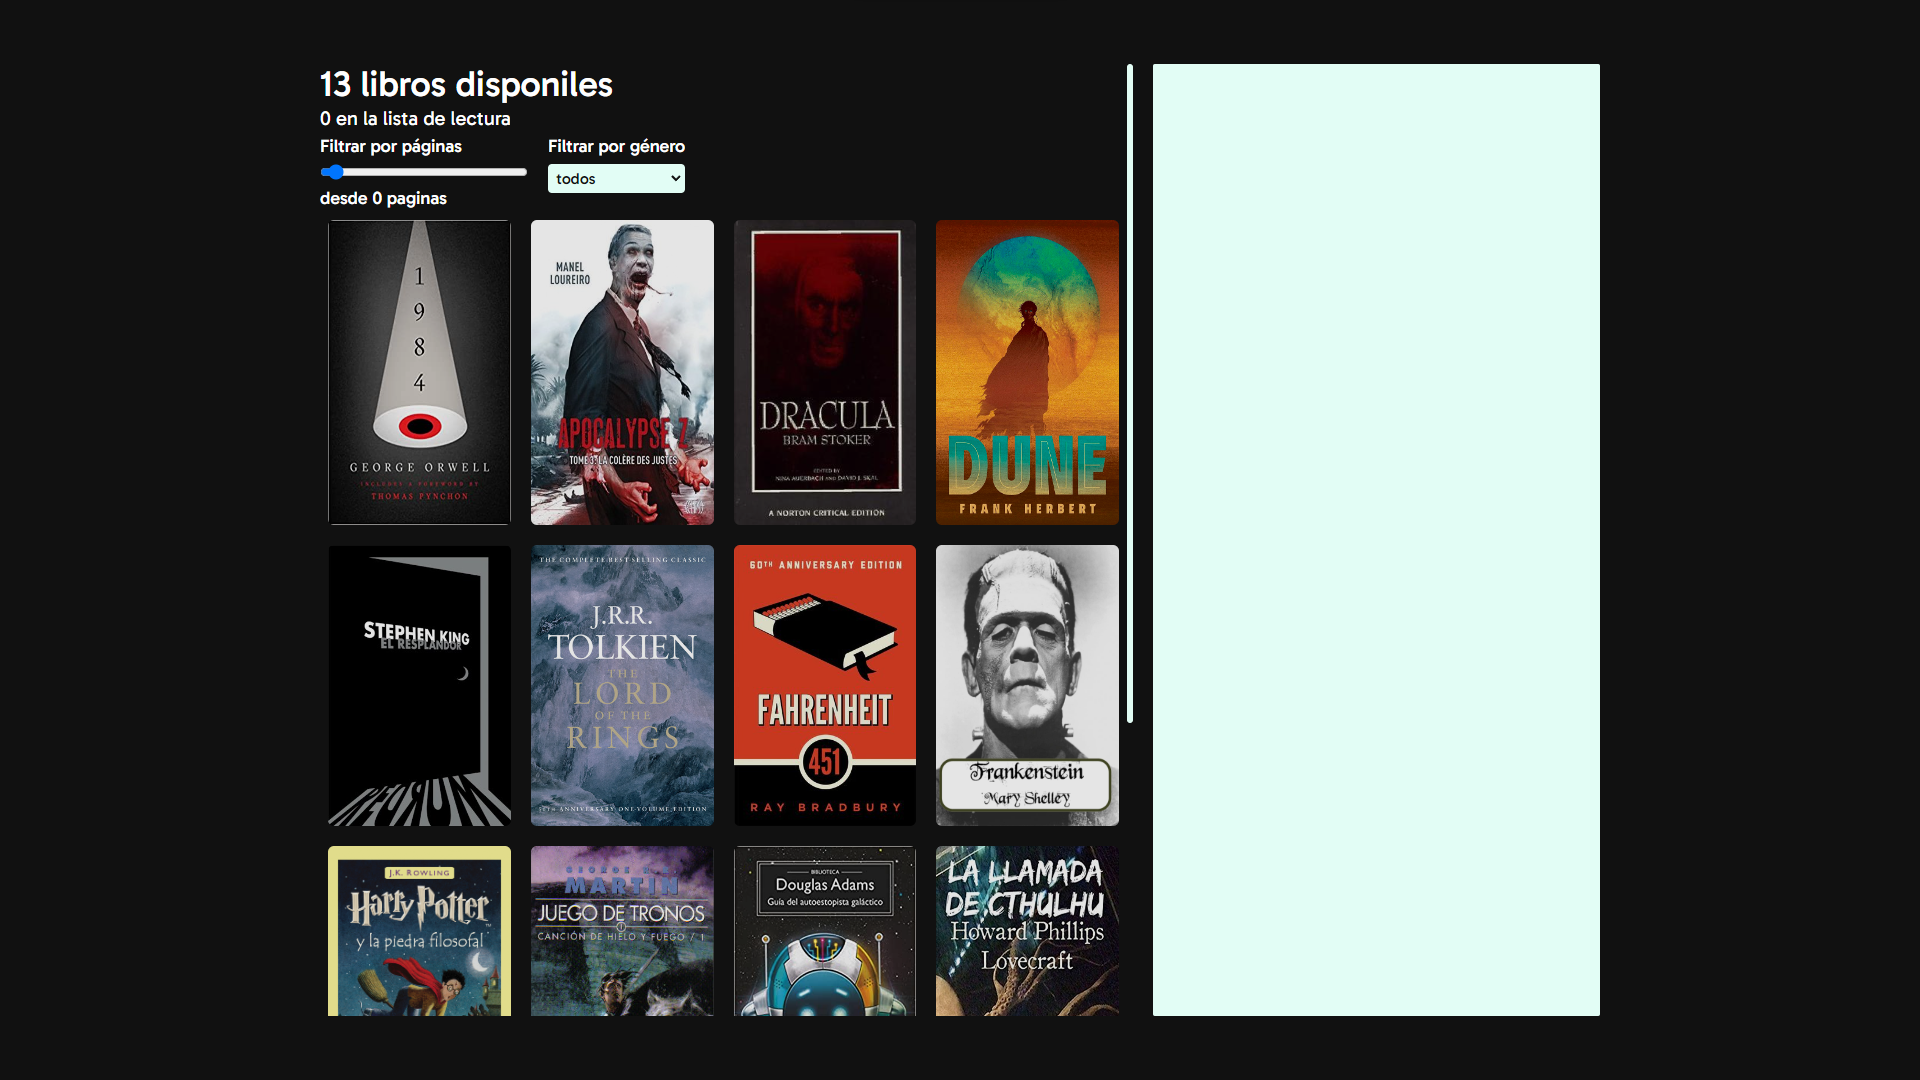 13 libros disponiles
0 en la lista de lectura
Filtrar por páginas
Filtrar por género
todos
desde 0 paginas
1
9
8
4
GEORGE ORWELL
INCLUDES A FOREWORD BY
THOMAS PYNCHON
MANEL
LOUREIRO
APOCALYPSE Z
TOME 3: LA COLÈRE DES JUSTES
DRACULA
BRAM STOKER
EDITED BY
NINA AUERBACH AND DAVID J. SKAL
A NORTON CRITICAL EDITION
DUNE
FRANK HERBERT
STEPHEN KING
EL RESPLANDOR
THE COMPLETE BEST-SELLING CLASSIC
J.R.R.
TOLKIEN
THE
LORD
OF THE
RINGS
50TH ANNIVERSARY ONE-VOLUME EDITION
60TH ANNIVERSARY EDITION
FAHRENHEIT
451
RAY BRADBURY
Frankenstein
Mary Shelley
J.K. ROWLING
Harry Potter
y la piedra filosofal
GEORGE R. R.
MARTIN
JUEGO DE TRONOS
CANCIÓN DE HIELO Y FUEGO / 1
BIBLIOTECA
Douglas Adams
Guía del autoestopista galáctico
LA LLAMADA
DE CTHULHU
Howard Phillips
Lovecraft